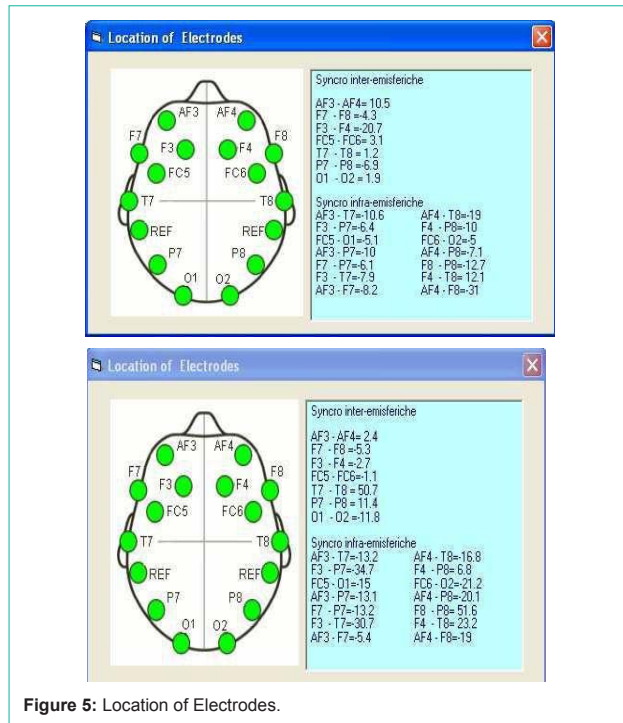 Location of Electrodes
AF3 AF4
F7 F8
F3 F4
FC5 FC6
T7 T8
REF REF
P7 P8
O1 O2
Syncro inter-emisferiche
AF3 - AF4= 10.5
F7 - F8 =-4.3
F3 - F4 =-20.7
FC5 - FC6= 3.1
T7 - T8 = 1.2
P7 - P8 =-6.9
O1 - O2 = 1.9
Syncro infra-emisferiche
AF3 - T7=-10.6 AF4 - T8=-19
F3 - P7=-6.4 F4 - P8=-10
FC5 - O1=-5.1 FC6 - O2=-5
AF3 - P7=-10 AF4 - P8=-7.1
F7 - P7=-6.1 F8 - P8=-12.7
F3 - T7=-7.9 F4 - T8= 12.1
AF3 - F7=-8.2 AF4 - F8=-31
Location of Electrodes
AF3 AF4
F7 F8
F3 F4
FC5 FC6
T7 T8
REF REF
P7 P8
O1 O2
Syncro inter-emisferiche
AF3 - AF4= 2.4
F7 - F8 =-5.3
F3 - F4 =-2.7
FC5 - FC6=-1.1
T7 - T8 = 50.7
P7 - P8 = 11.4
O1 - O2 =-11.8
Syncro infra-emisferiche
AF3 - T7=-13.2 AF4 - T8=-16.8
F3 - P7=-34.7 F4 - P8= 6.8
FC5 - O1=-15 FC6 - O2=-21.2
AF3 - P7=-13.1 AF4 - P8=-20.1
F7 - P7=-13.2 F8 - P8= 51.6
F3 - T7=-30.7 F4 - T8= 23.2
AF3 - F7=-5.4 AF4 - F8=-19
Figure 5: Location of Electrodes.